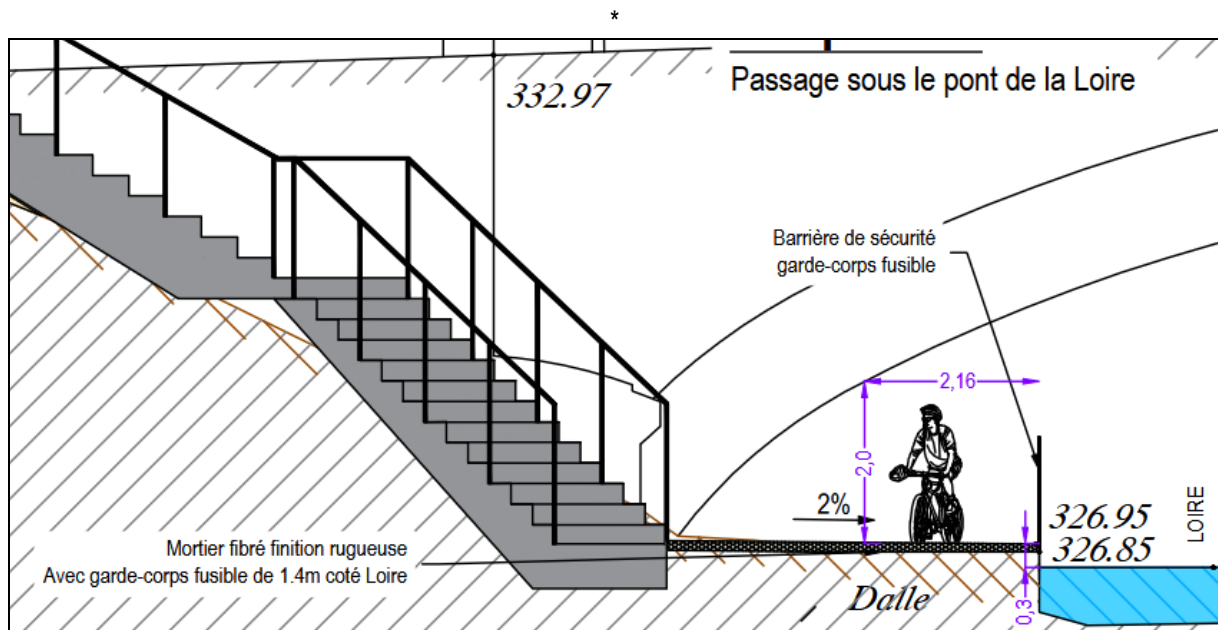 *
Passage sous le pont de la Loire
332.97
Barrière de sécurité
garde-corps fusible
2,16
2,0
2%
326.95
326.85
LOIRE
Mortier fibré finition rugueuse
Avec garde-corps fusible de 1.4m coté Loire
Dalle
0,3